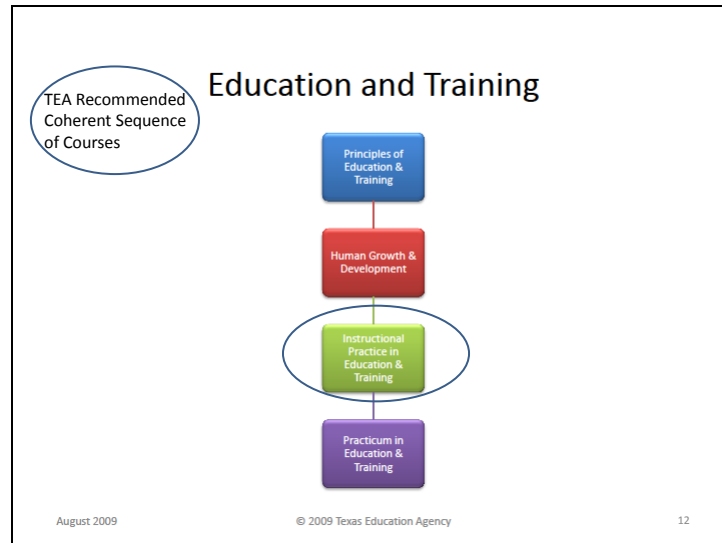 Education and Training
TEA Recommended
Coherent Sequence
of Courses
Principles of
Education &
Training
Human Growth &
Development
Instructional
Practice in
Education &
Training
Practicum in
Education &
Training
August 2009
© 2009 Texas Education Agency
12